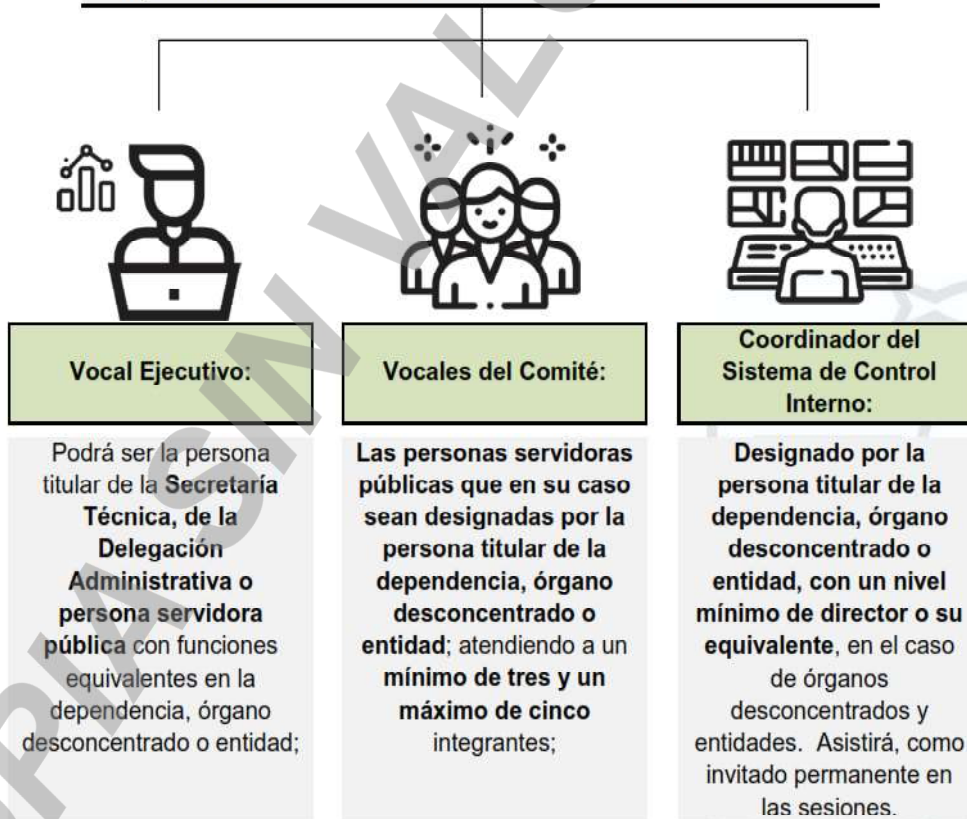 Vocal Ejecutivo:
Podrá ser la persona
titular de la Secretaría
Técnica, de la
Delegación
Administrativa o
persona servidora
pública con funciones
equivalentes en la
dependencia, órgano
desconcentrado o entidad;
Vocales del Comité:
Las personas servidoras
públicas que en su caso
sean designadas por la
persona titular de la
dependencia, órgano
desconcentrado o
entidad; atendiendo a un
mínimo de tres y un
máximo de cinco
integrantes;
Coordinador del
Sistema de Control
Interno:
Designado por la
persona titular de la
dependencia, órgano
desconcentrado o
entidad, con un nivel
mínimo de director o su
equivalente, en el caso
de órganos
desconcentrados y
entidades. Asistirá, como
invitado permanente en
las sesiones.
PIA SIN VAL